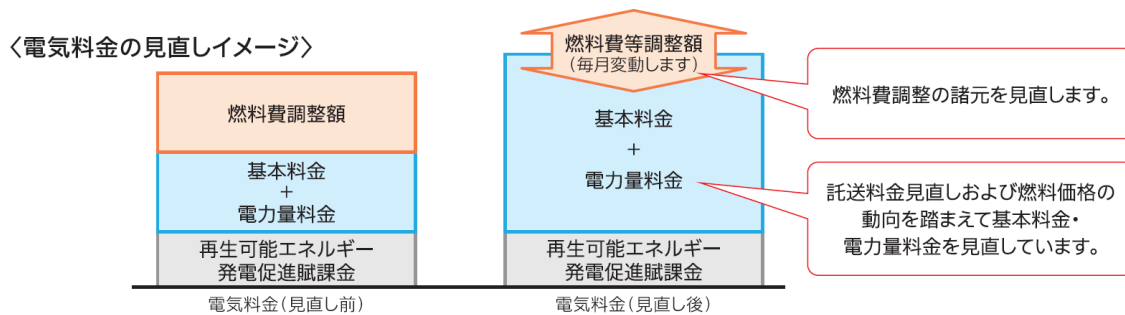 〈電気料金の見直しイメージ〉
燃料費調整額
基本料金
+
電力量料金
再生可能エネルギー
発電促進賦課金
電気料金(見直し前)
燃料費等調整額
(毎月変動します)
基本料金
+
電力量料金
再生可能エネルギー
発電促進賦課金
電気料金(見直し後)
燃料費調整の諸元を見直します。
託送料金見直しおよび燃料価格の
動向を踏まえて基本料金・
電力量料金を見直しています。